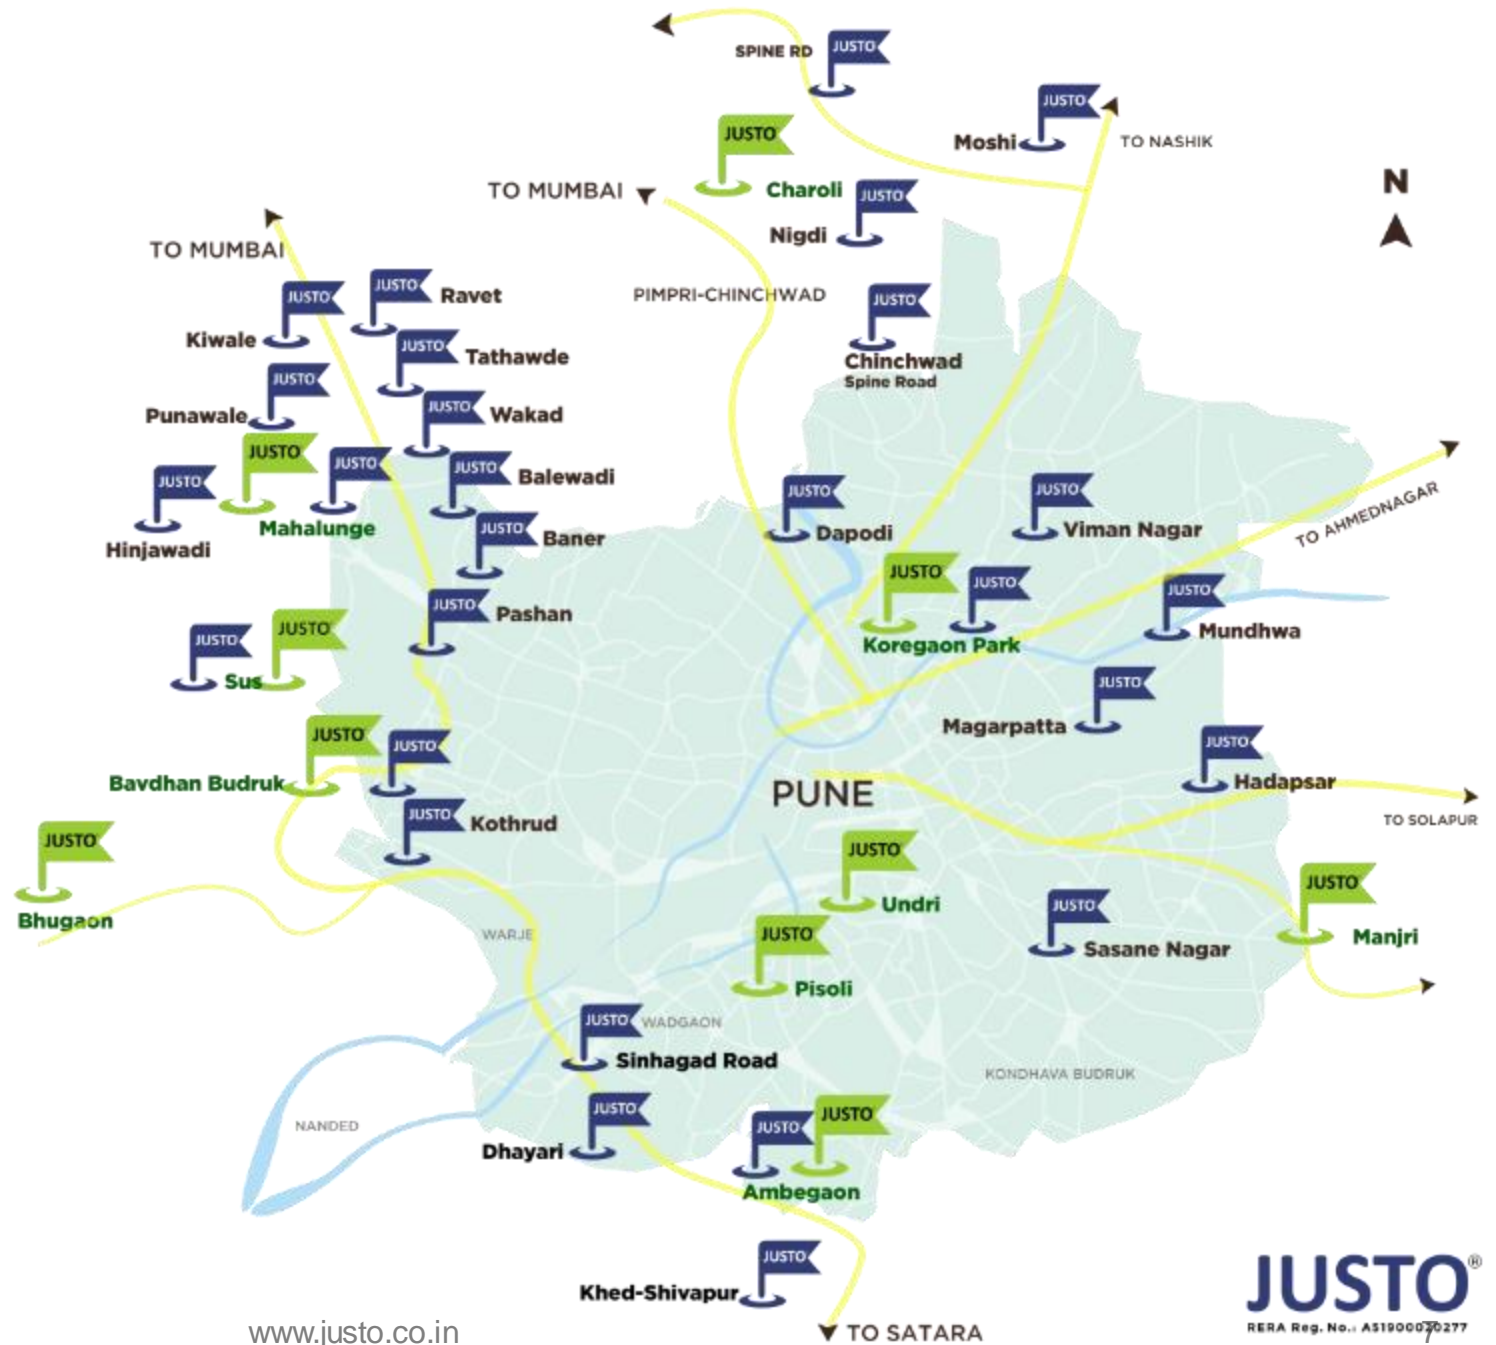 JUSTO
SPINE RD
JUSTO
Moshi
TO NASHIK
JUSTO
Charoli
TO MUMBAI
JUSTO
Nigdi
N
TO MUMBAI
JUSTO
Kiwale
JUSTO
Ravet
PIMPRI-CHINCHWAD
JUSTO
Chinchwad
Spine Road
JUSTO
Tathawde
JUSTO
Punawale
JUSTO
Wakad
JUSTO
JUSTO
Mahalunge
JUSTO
Hinjawadi
JUSTO
Balewadi
JUSTO
Baner
JUSTO
Dapodi
JUSTO
Viman Nagar
TO AHMEDNAGAR
JUSTO
JUSTO
Koregaon Park
JUSTO
Mundhwa
JUSTO
Pashan
JUSTO
JUSTO
Sus
JUSTO
Magarpatta
JUSTO
JUSTO
Bavdhan Budruk
JUSTO
Hadapsar
PUNE
TO SOLAPUR
JUSTO
Kothrud
JUSTO
Bhugaon
JUSTO
Undri
JUSTO
Manjri
JUSTO
Sasane Nagar
WARJE
JUSTO
Pisoli
JUSTO
WADGAON
Sinhagad Road
KONDHAVA BUDRUK
NANDED
JUSTO
Dhayari
JUSTO
JUSTO
Ambegaon
JUSTO
Khed-Shivapur
TO SATARA
JUSTO®
RERA Reg. No.: A51900020277
www.justo.co.in
7